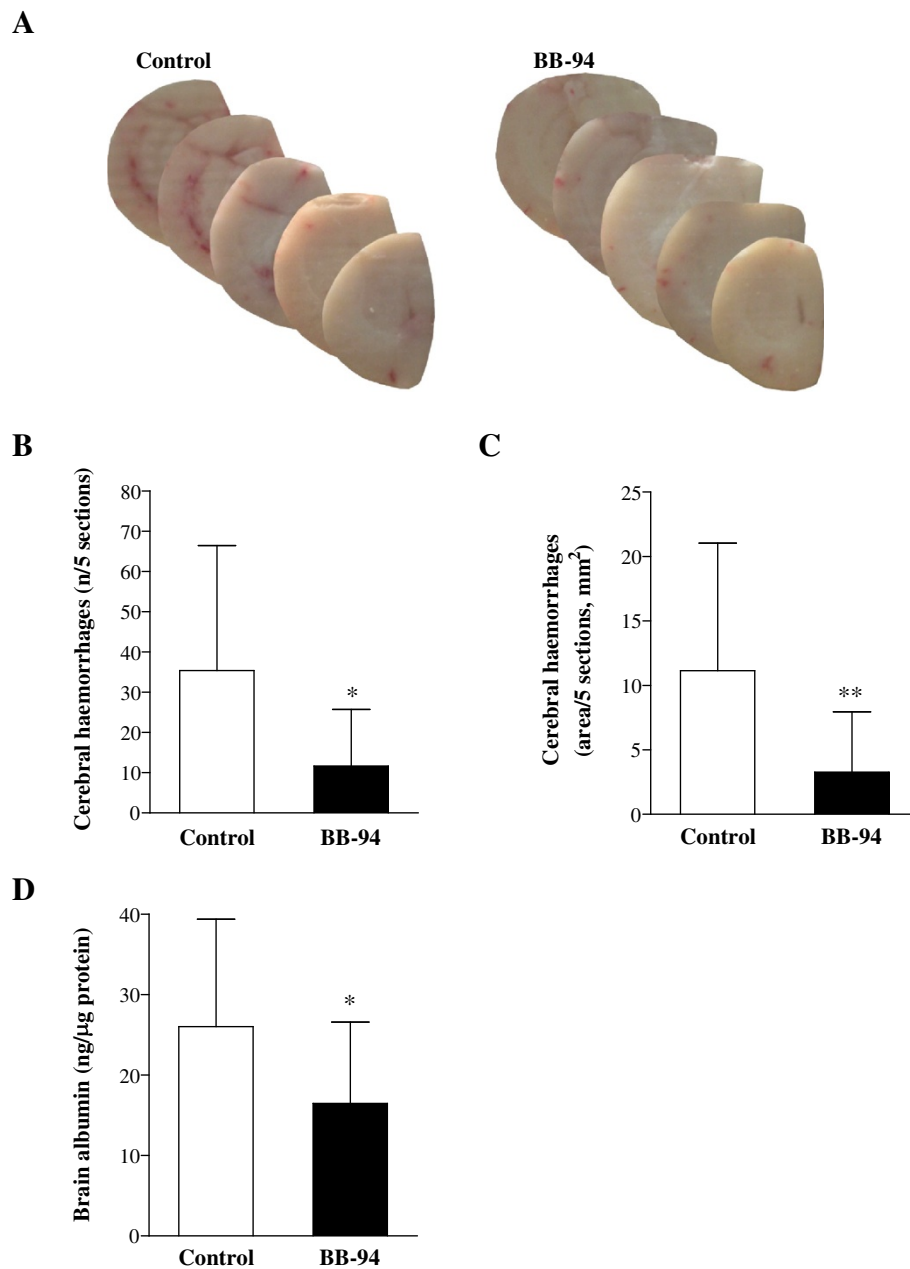 A
Control
BB-94
B
Cerebral haemorrhages (n/5 sections)
80
70
60
50
40
30
20
10
0
*
Control
BB-94
C
Cerebral haemorrhages
(area/5 sections, mm²)
25
20
15
10
5
0
**
Control
BB-94
D
Brain albumin (ng/µg protein)
40
30
20
10
0
*
Control
BB-94